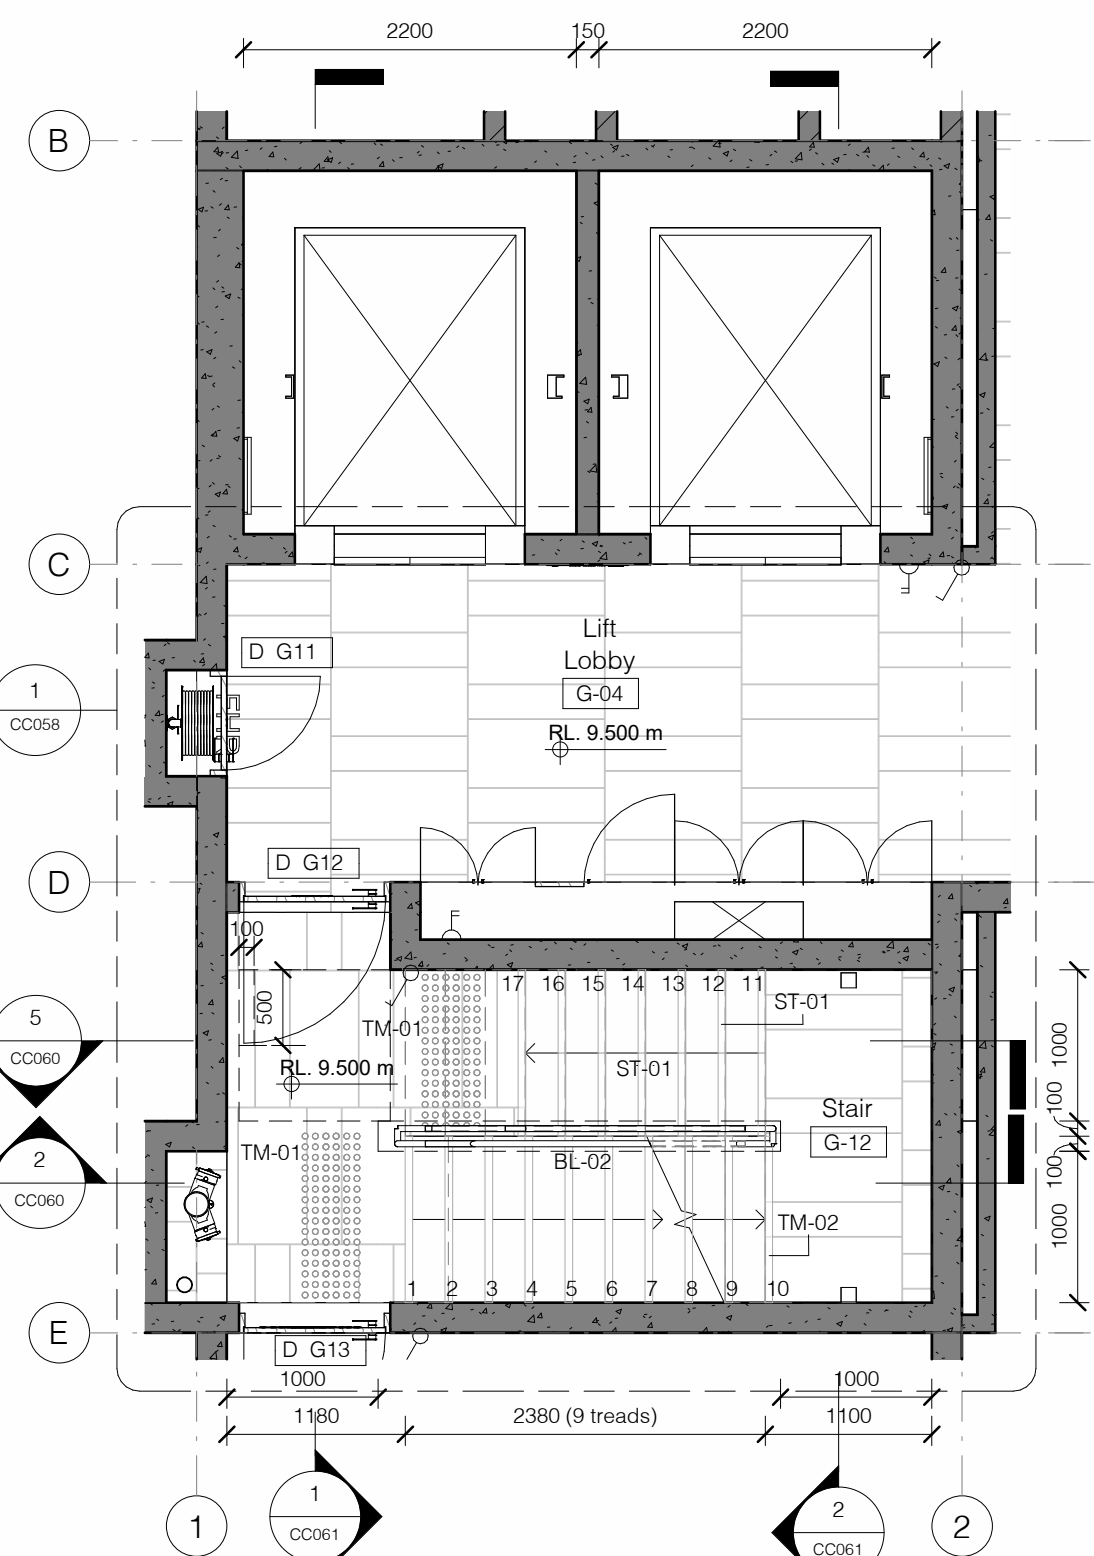 2200 150 2200
B
C
Lift
Lobby
G-04
RL. 9.500 m
D G11
1
CC058
FHR
D
D G12
100
500
TM-01
RL. 9.500 m
17 16 15 14 13 12 11
ST-01
ST-01
5
CC060
1000
100
Stair
G-12
TM-01
BL-02
2
CC060
100
1000
TM-02
1 2 3 4 5 6 7 8 9 10
E
D G13
1000 1000
1180 2380 (9 treads) 1100
1
1
CC061
2
CC061
2